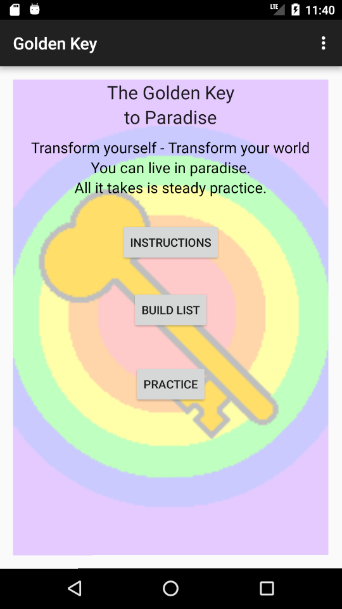 LTE 11:40
Golden Key
The Golden Key
to Paradise
Transform yourself - Transform your world
You can live in paradise.
All it takes is steady practice.
INSTRUCTIONS
BUILD LIST
PRACTICE